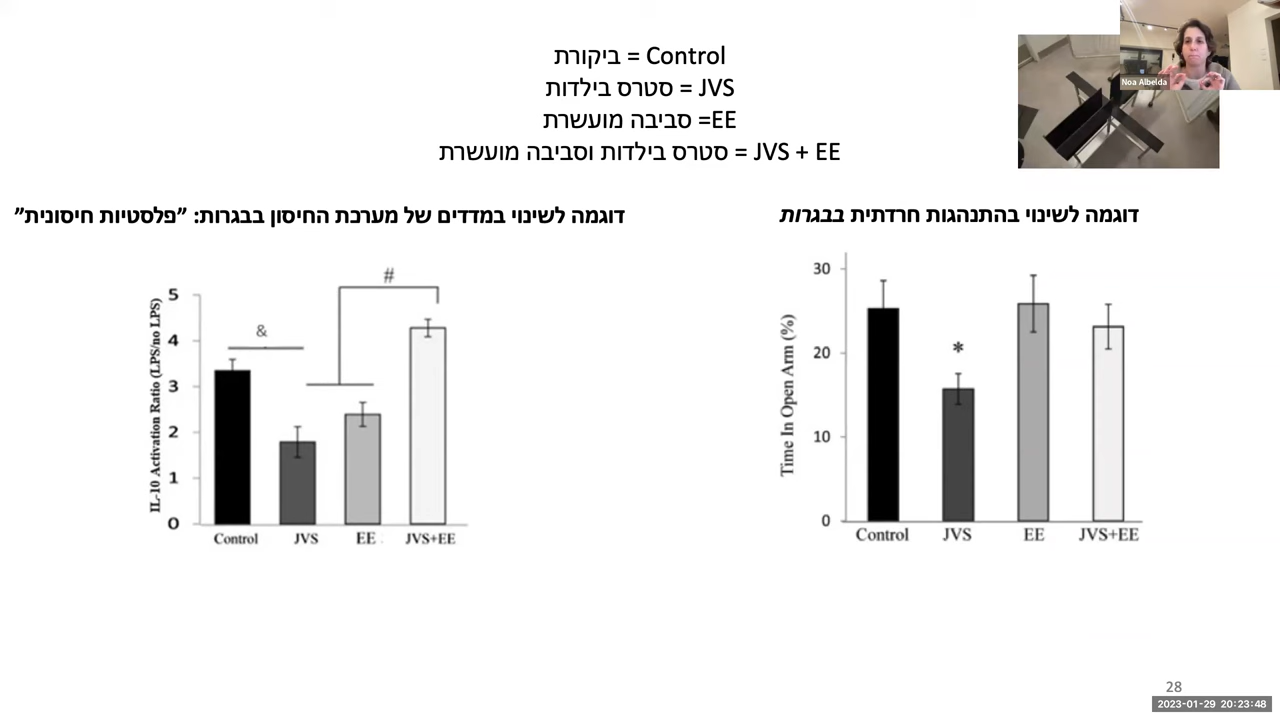 ביקורת = Control
סטרס בילדות = JVS
סביבה מועשרת =EE
סטרס בילדות וסביבה מועשרת = JVS + EE
Noa Albelda
דוגמה לשינוי בהתנהגות חרדתית בבגרות
30
20
10
0
Time In Open Arm (%)
*
Control JVS EE JVS+EE
דוגמה לשינוי במדדים של מערכת החיסון בבגרות: ״פלסטיות חיסונית״
#
&
5
4
3
2
1
0
IL-10 Activation Ratio (LPS/no LPS)
Control JVS EE JVS+EE
28
2023-01-29 20:23:48